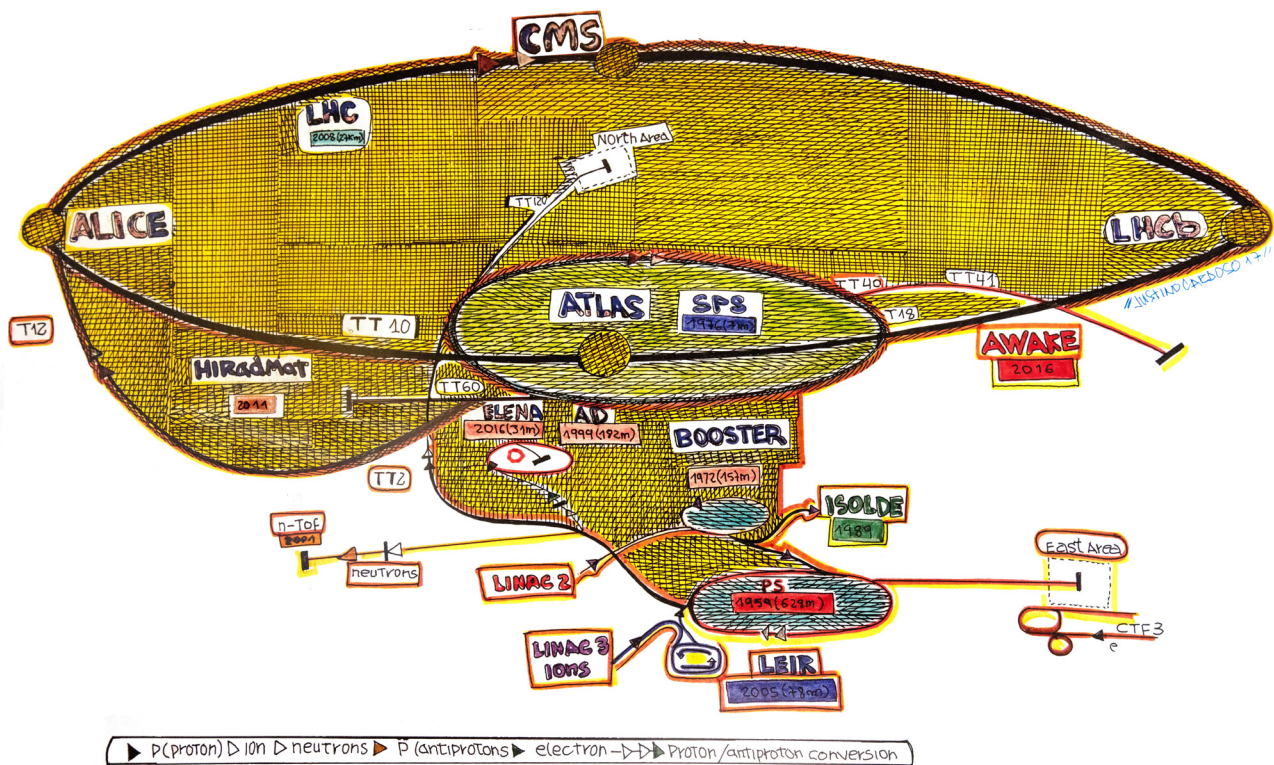 CMS
LHC
2008 (27km)
North Area
TT120
ALICE
LHCb
"JUSTINO CARDOSO 17"
TT40
TT41
ATLAS
SPS
1976(7km)
TT18
T12
TT 10
AWAKE
2016
HIRadMat
2011
TT60
ELENA
2016(31m)
AD
1999(182m)
BOOSTER
1972(157m)
TT2
ISOLDE
1989
n-Tof
2001
neutrons
East Area
LINAC 2
PS
1959(628m)
CTF3
e
LINAC 3
Ions
LEIR
2005(78m)
P(proton) Ion neutrons P̄(antiprotons electron Proton/antiproton conversion